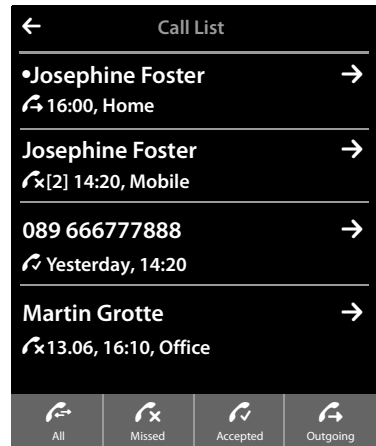 Call List
•Josephine Foster
16:00, Home
Josephine Foster
[2] 14:20, Mobile
089 666777888
Yesterday, 14:20
Martin Grotte
13.06, 16:10, Office
All Missed Accepted Outgoing